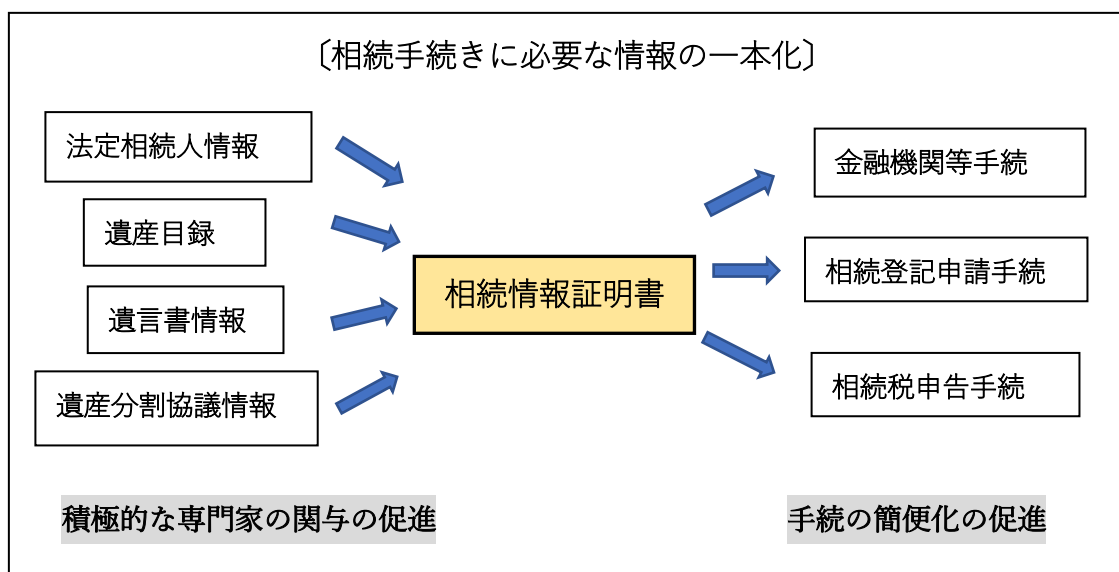 〔相続手続きに必要な情報の一本化〕
法定相続人情報
遺産目録
遺言書情報
遺産分割協議情報
相続情報証明書
金融機関等手続
相続登記申請手続
相続税申告手続
積極的な専門家の関与の促進
手続の簡便化の促進